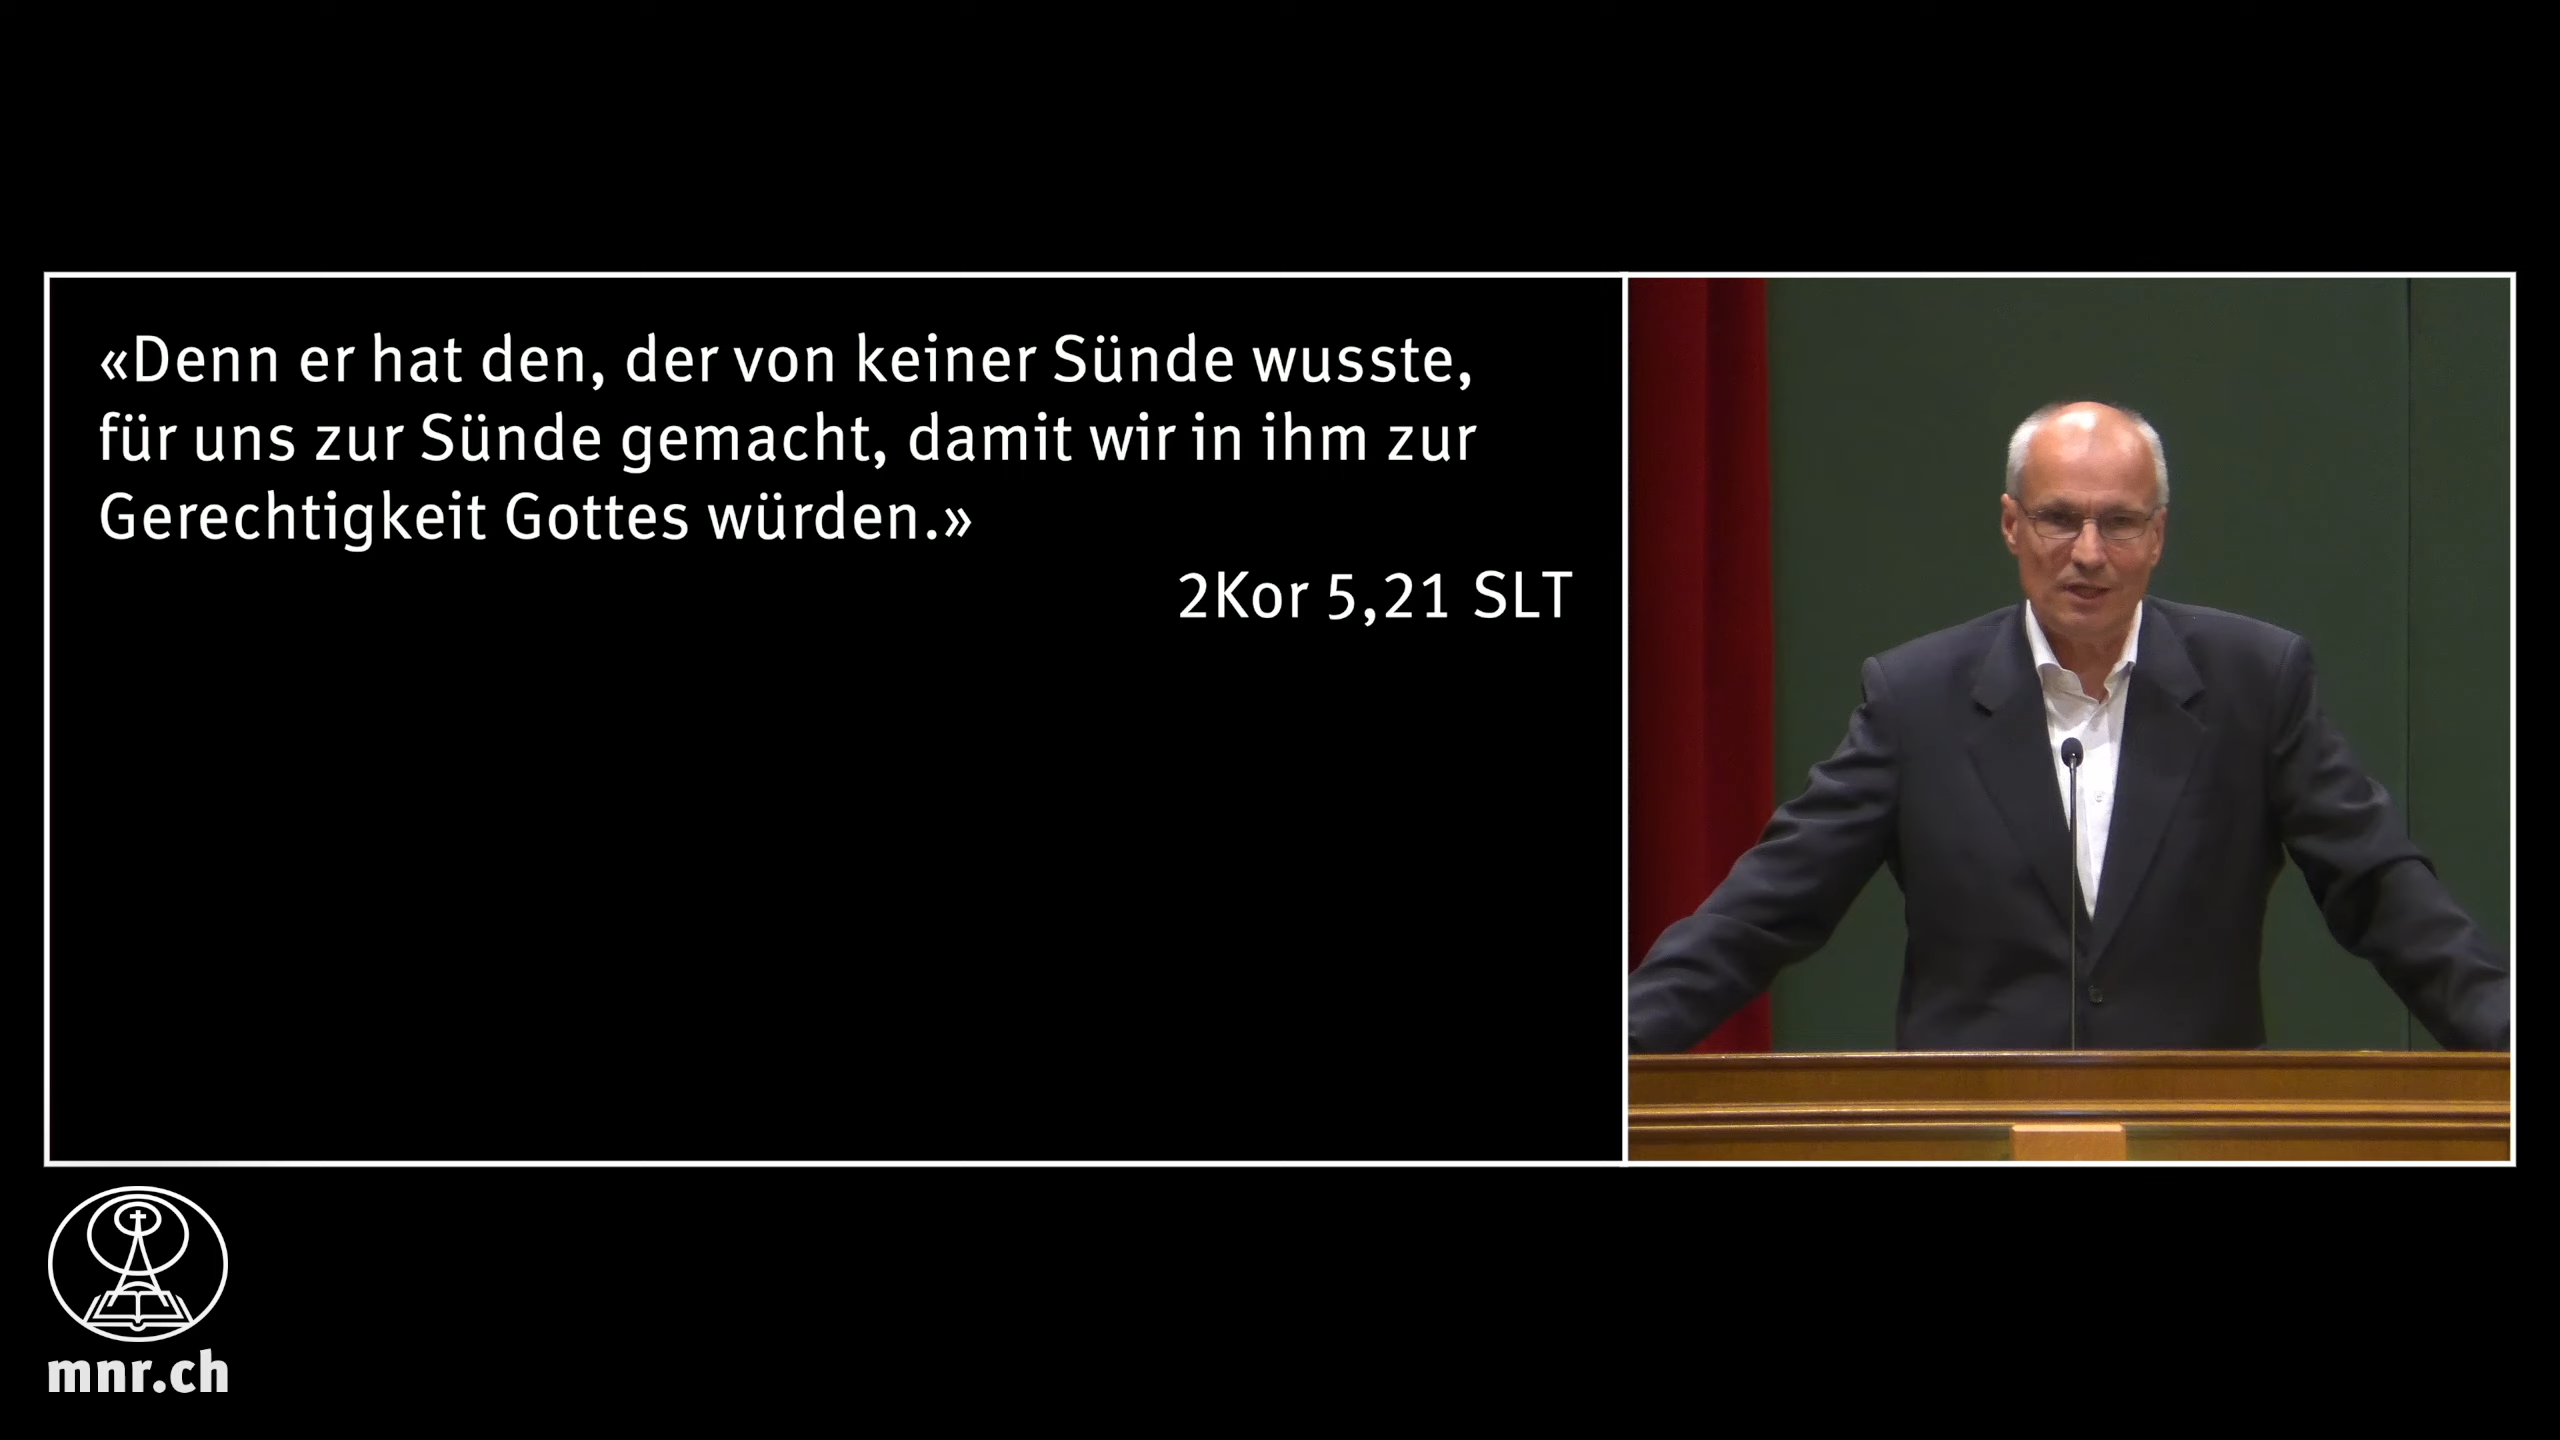 «Denn er hat den, der von keiner Sünde wusste,
für uns zur Sünde gemacht, damit wir in ihm zur
Gerechtigkeit Gottes würden.»
2Kor 5,21 SLT
mnr.ch